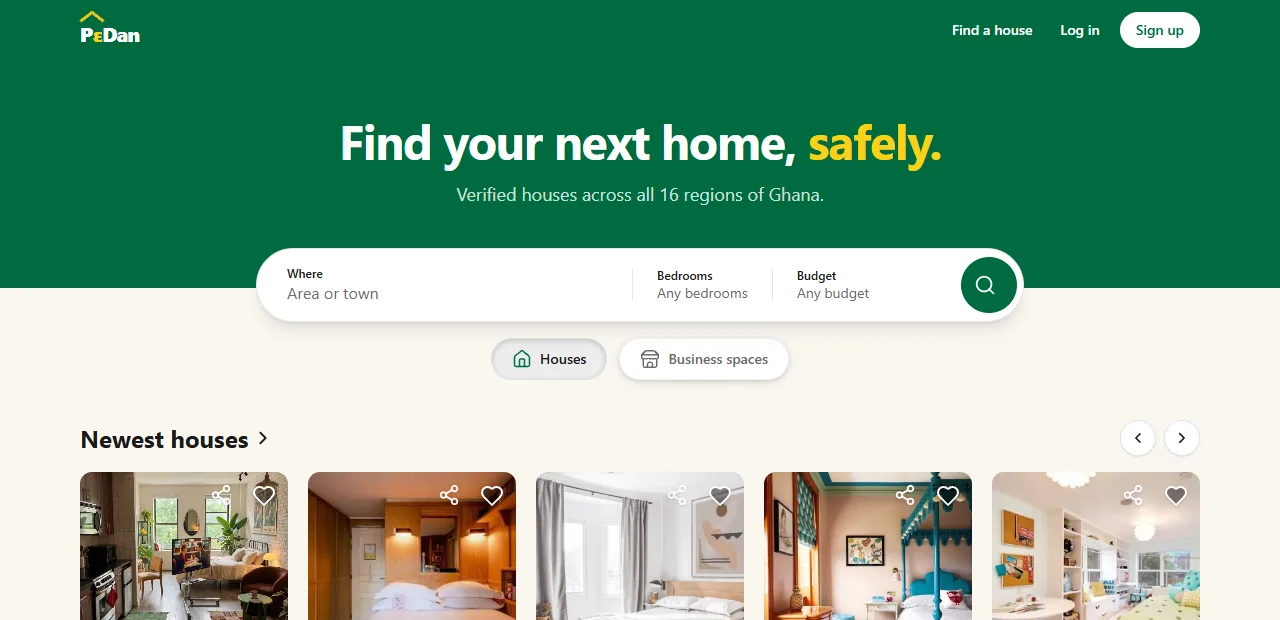 PɛDan
Find a house
Log in
Sign up
Find your next home, safely.
Verified houses across all 16 regions of Ghana.
Where
Area or town
Bedrooms
Any bedrooms
Budget
Any budget
Houses
Business spaces
Newest houses